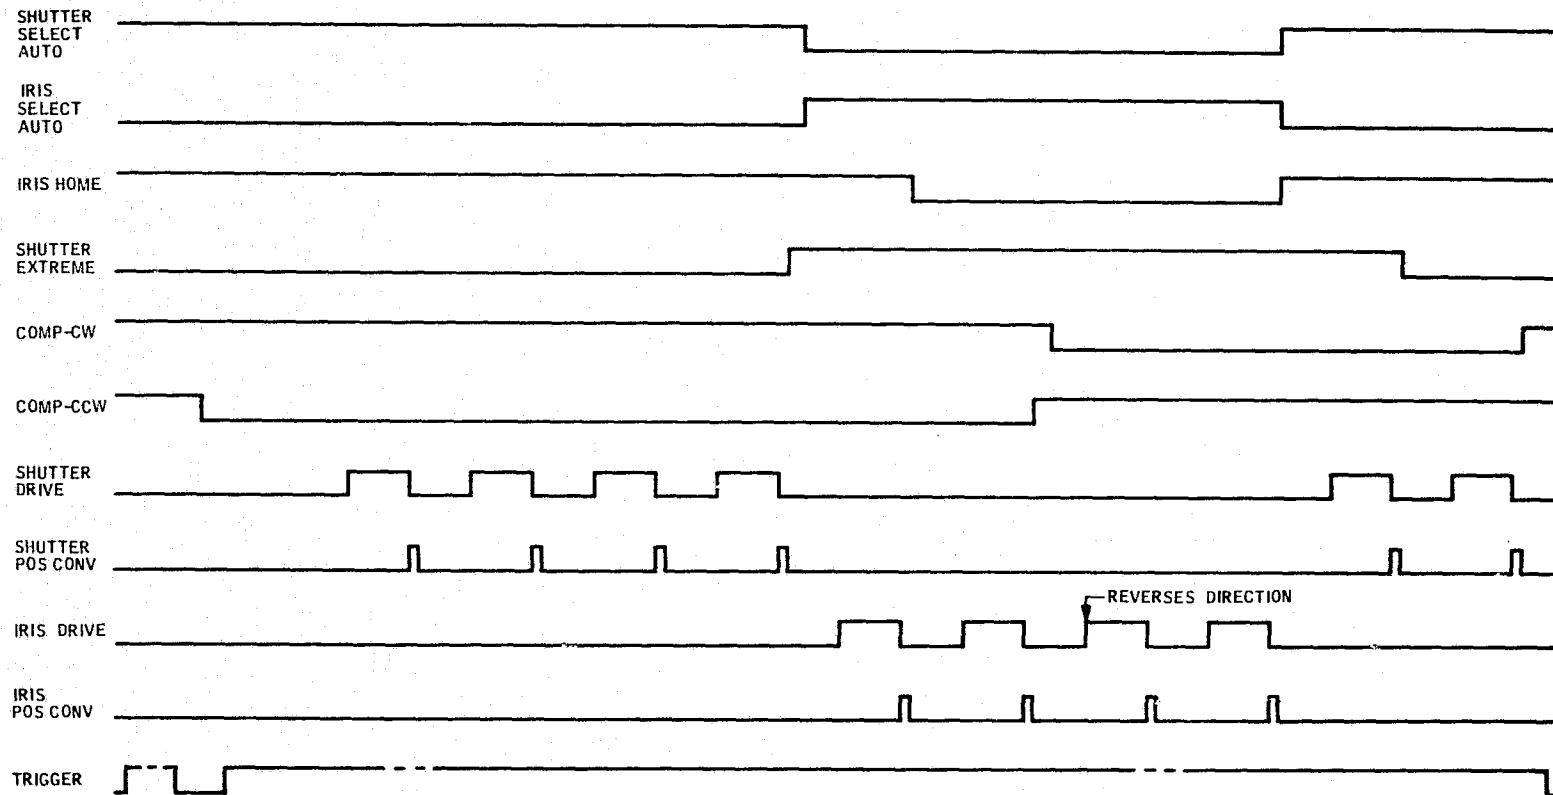 SHUTTER
SELECT
AUTO
IRIS
SELECT
AUTO
IRIS HOME
SHUTTER
EXTREME
COMP-CW
COMP-CCW
SHUTTER
DRIVE
SHUTTER
POS CONV
REVERSES DIRECTION
IRIS DRIVE
IRIS
POS CONV
TRIGGER